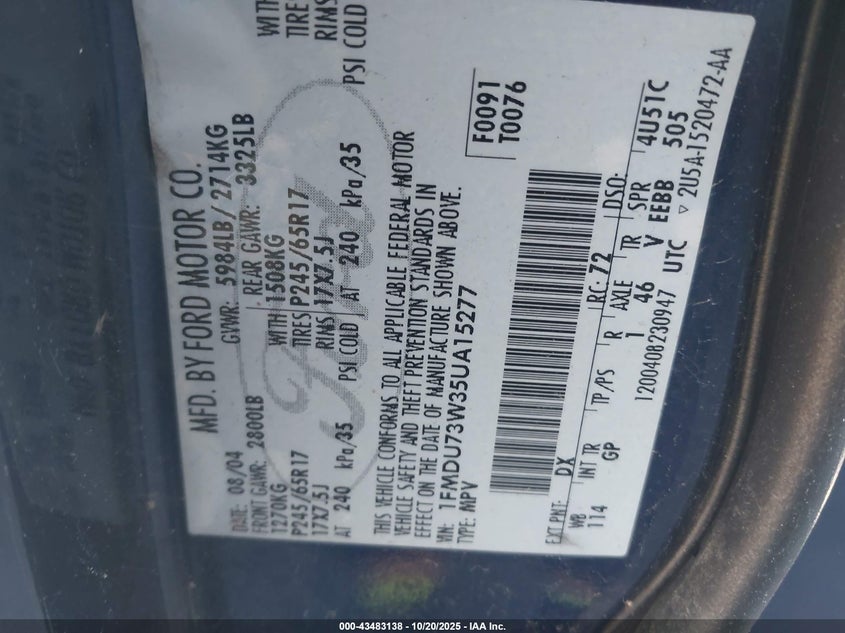 MFD. BY FORD MOTOR CO.
DATE: 08/04 GVWR: 5984LB/2714KG
FRONT GAWR: 2800LB REAR GAWR: 3325LB
1270KG WITH 1508KG WITH
P245/65R17 TIRES P245/65R17 TIRES
17X7.5J RIMS 17X7.5J RIMS
AT 240 kPa/35 PSI COLD AT 240 kPa/35 PSI COLD
THIS VEHICLE CONFORMS TO ALL APPLICABLE FEDERAL MOTOR
VEHICLE SAFETY AND THEFT PREVENTION STANDARDS IN
EFFECT ON THE DATE OF MANUFACTURE SHOWN ABOVE.
VIN: 1FMDU73W35UA15277
TYPE: MPV
F0091
T0076
EXT PNT: DX RC: 72 DSO:
WB INT TR TP/PS R AXLE TR SPR 4U51C
114 GP 1 46 V EEBB 505
1200408230947 UTC ▽ 2U5A-1520472-AA
Ford
000-43483138 - 10/20/2025 - IAA Inc.